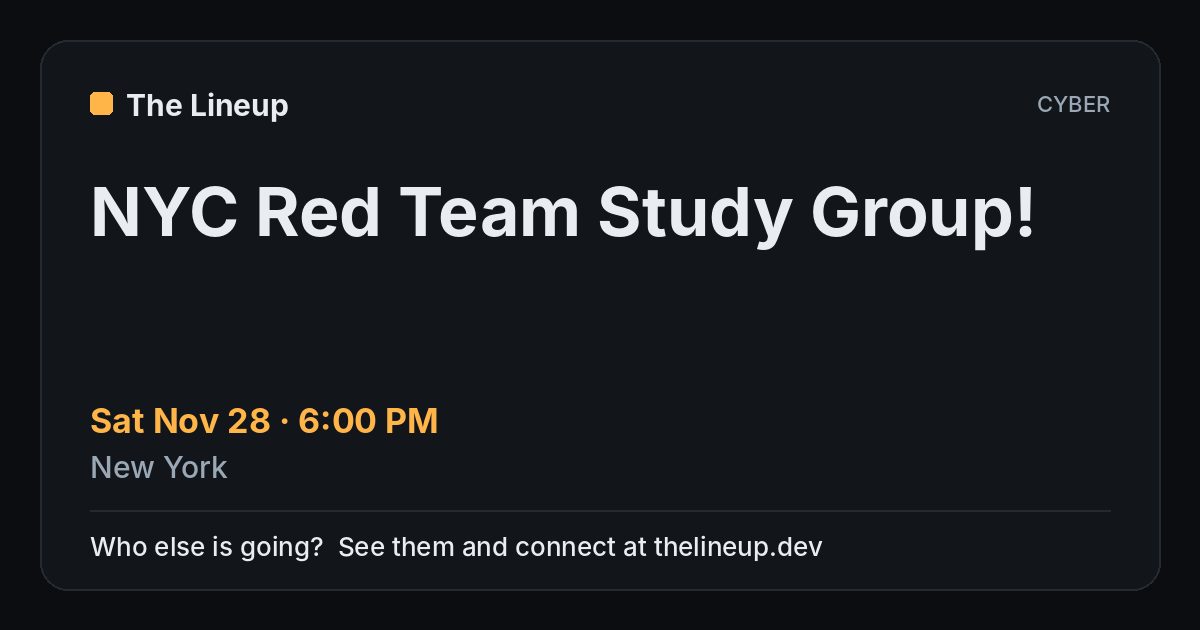 The Lineup
CYBER
NYC Red Team Study Group!
Sat Nov 28 · 6:00 PM
New York
Who else is going?  See them and connect at thelineup.dev